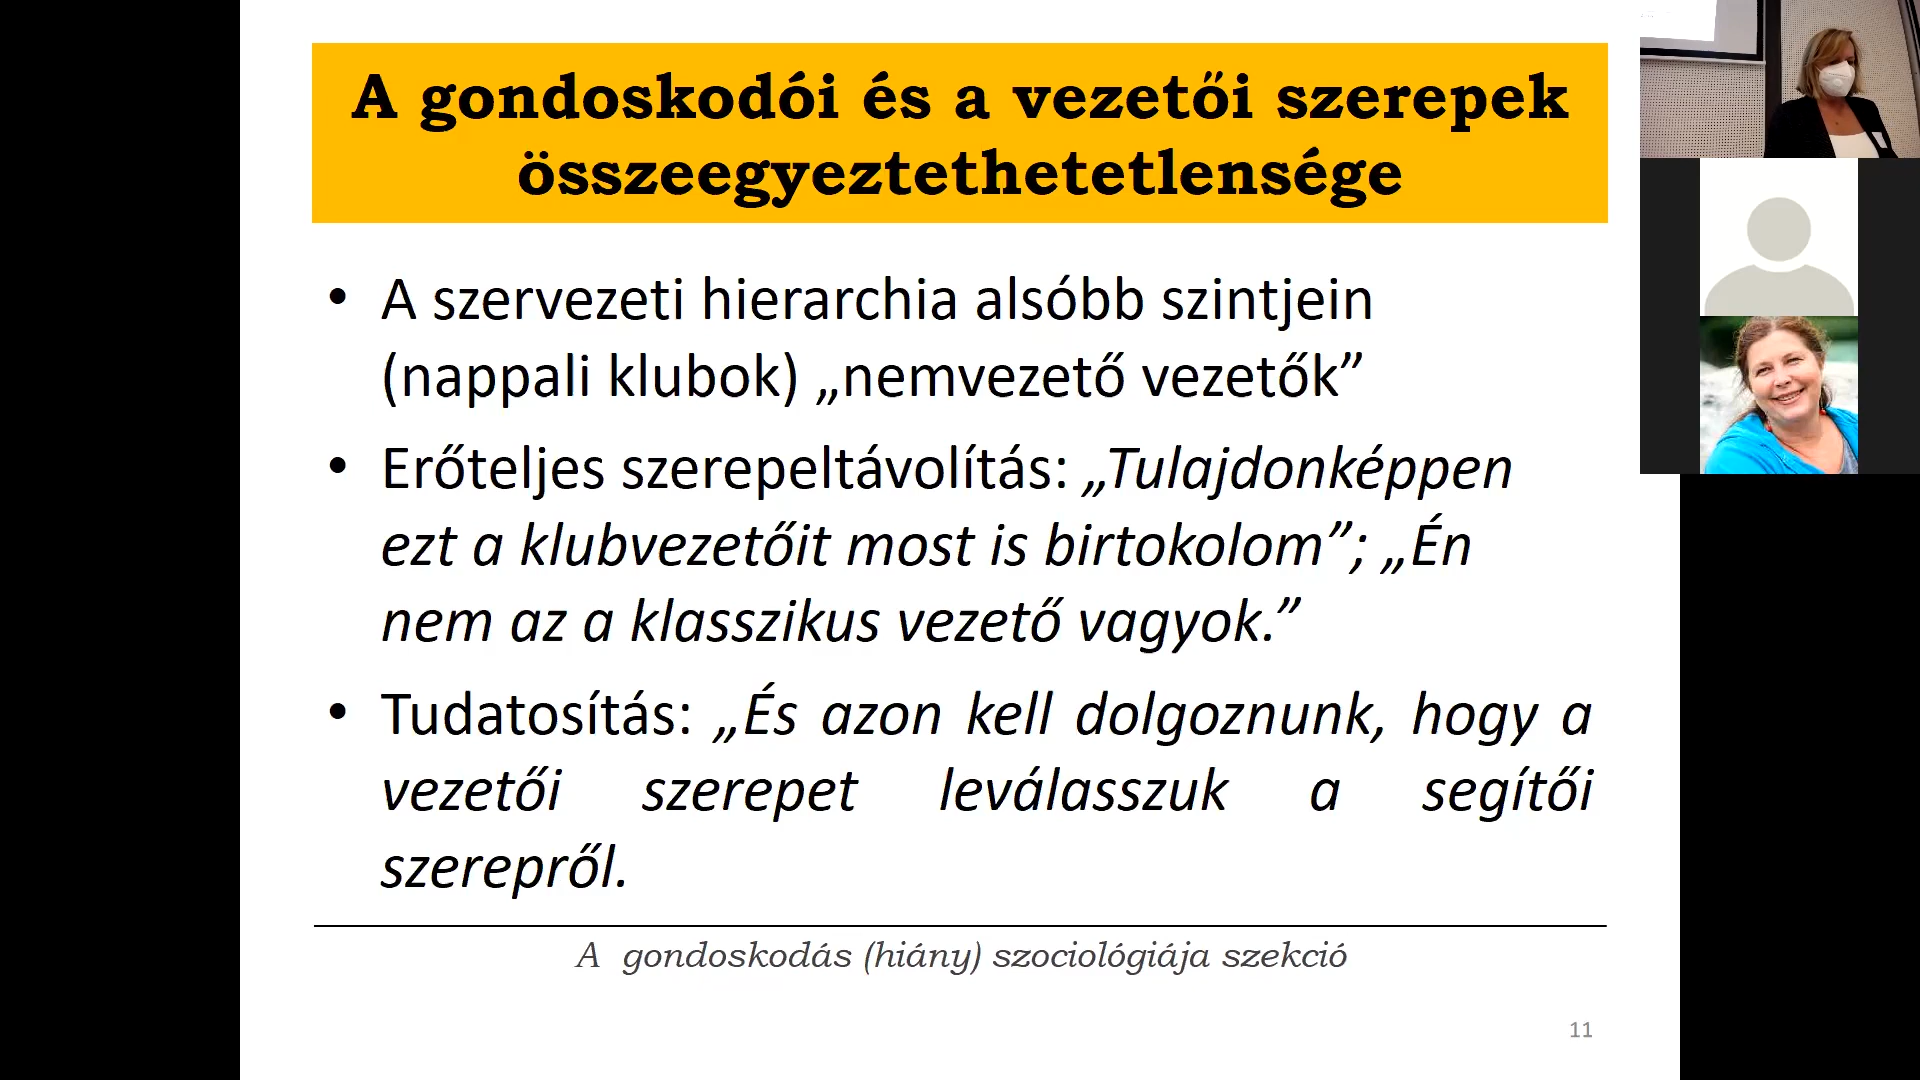 A gondoskodói és a vezetői szerepek
összeegyeztethetetlensége
• A szervezeti hierarchia alsóbb szintjein
(nappali klubok) „nemvezető vezetők”
• Erőteljes szerepeltávolítás: „Tulajdonképpen
ezt a klubvezetőit most is birtokolom”; „Én
nem az a klasszikus vezető vagyok.”
• Tudatosítás: „És azon kell dolgoznunk, hogy a
vezetői szerepet leválasszuk a segítői
szerepről.
A gondoskodás (hiány) szociológiája szekció
11